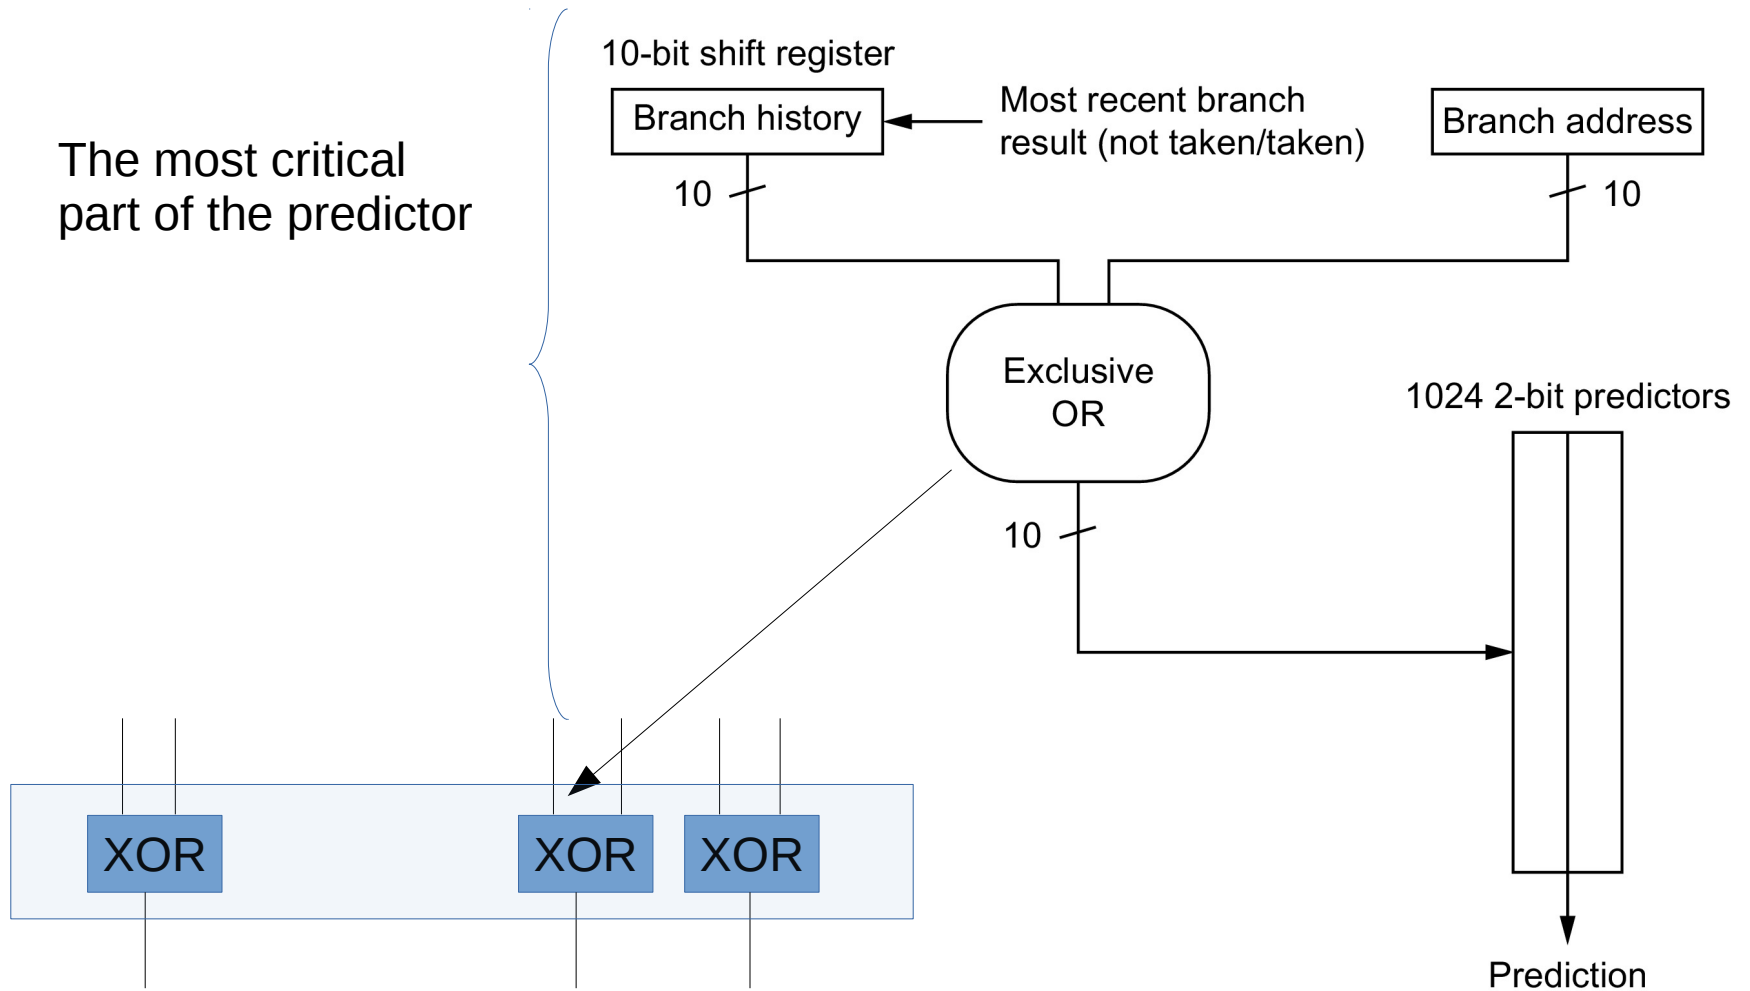 The most critical
part of the predictor
10-bit shift register
Branch history
Most recent branch
result (not taken/taken)
Branch address
10
10
Exclusive
OR
10
1024 2-bit predictors
XOR
XOR
XOR
Prediction